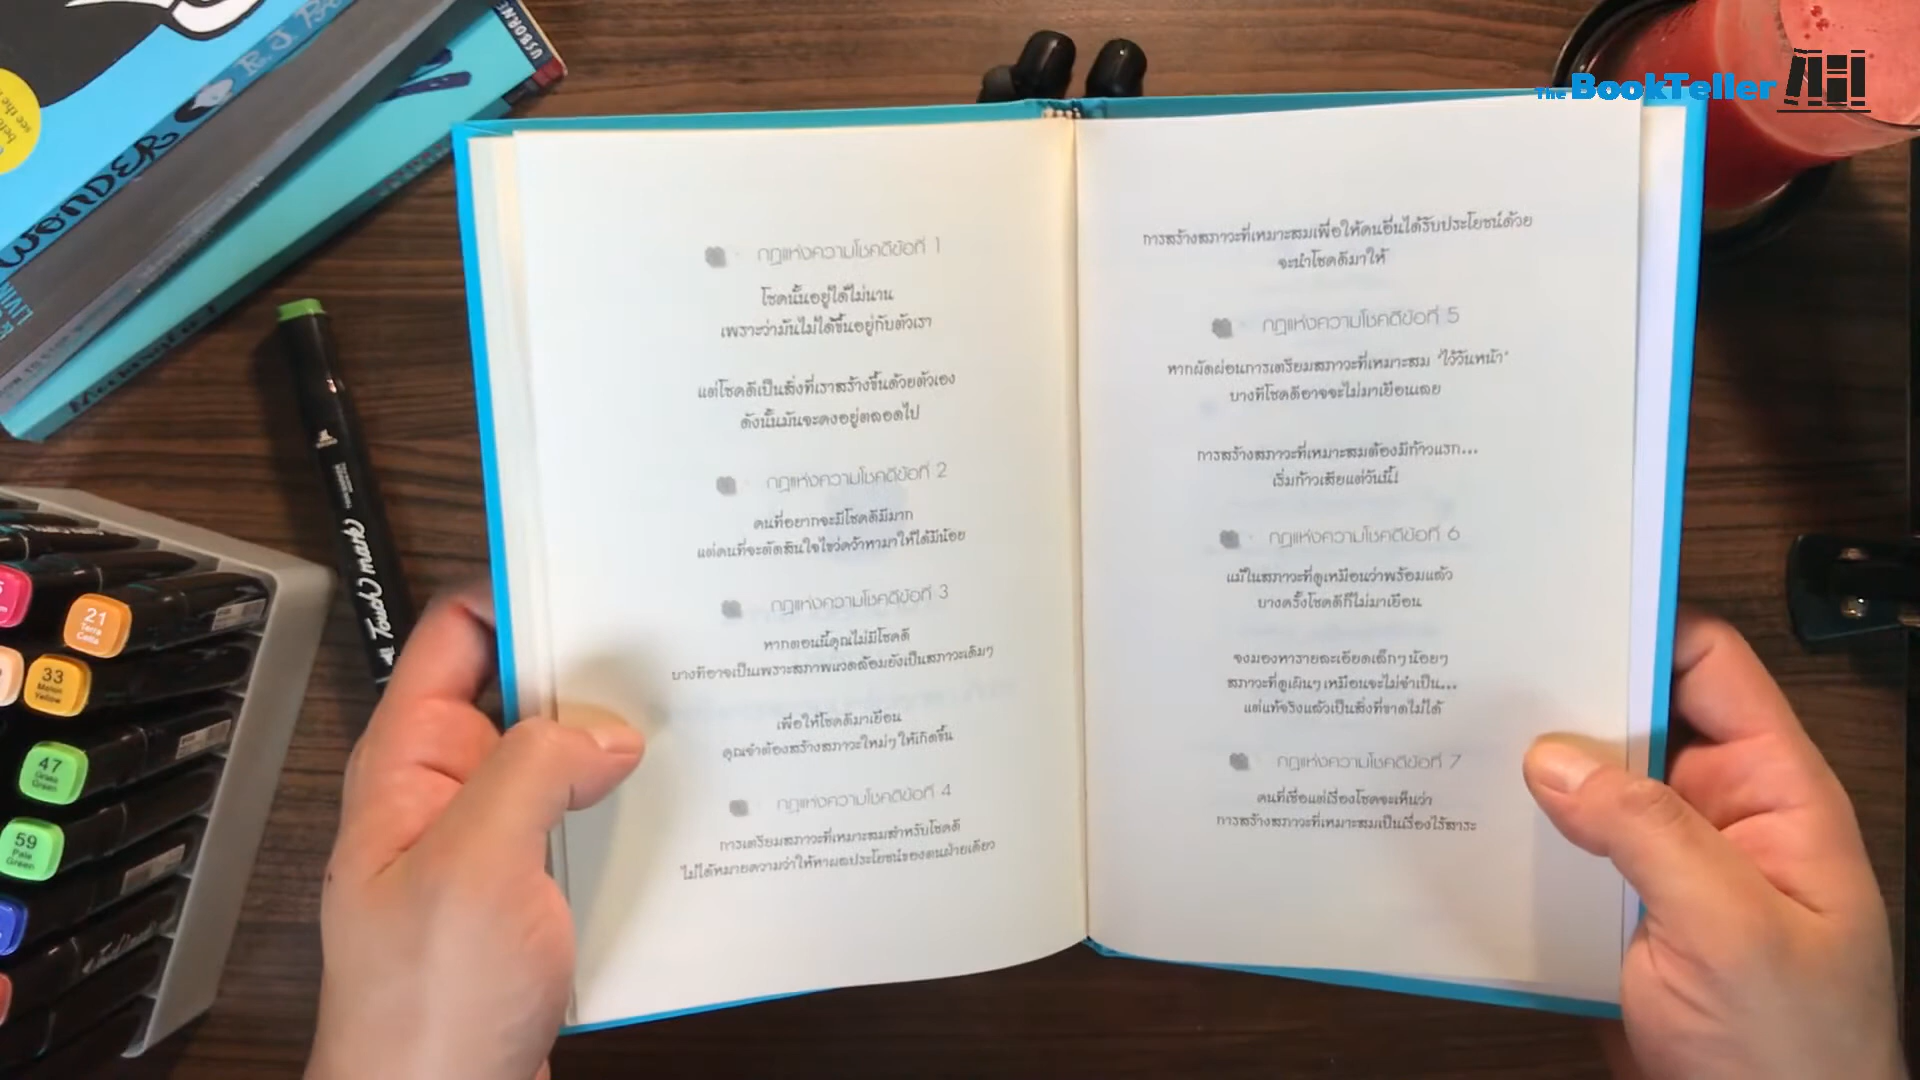 The BookTeller
USBORNE
R. J.
WONDER
see the
Touch mark
21
Terra
Cotta
33
Melon
Yellow
47
Grass
Green
59
Pale
Green
กฎแห่งความโชคดีข้อที่ 1
โชคนั้นอยู่ได้ไม่นาน
เพราะว่ามันไม่ได้ขึ้นอยู่กับตัวเรา
แต่โชคดีเป็นสิ่งที่เราสร้างขึ้นด้วยตัวเอง
ดังนั้นมันจะคงอยู่ตลอดไป
กฎแห่งความโชคดีข้อที่ 2
คนที่อยากจะมีโชคดีมีมาก
แต่คนที่จะตัดสินใจไขว่คว้าหามาให้ได้มีน้อย
กฎแห่งความโชคดีข้อที่ 3
หากตอนนี้คุณไม่มีโชคดี
บางทีอาจเป็นเพราะสภาพแวดล้อมยังเป็นสภาวะเดิมๆ
เพื่อให้โชคดีมาเยือน
คุณจำต้องสร้างสภาวะใหม่ๆ ให้เกิดขึ้น
กฎแห่งความโชคดีข้อที่ 4
การเตรียมสภาวะที่เหมาะสมสำหรับโชคดี
ไม่ได้หมายความว่าให้หาผลประโยชน์ของตนฝ่ายเดียว
การสร้างสภาวะที่เหมาะสมเพื่อให้คนอื่นได้รับประโยชน์ด้วย
จะนำโชคดีมาให้
กฎแห่งความโชคดีข้อที่ 5
หากผัดผ่อนการเตรียมสภาวะที่เหมาะสม 'ไว้วันหน้า'
บางทีโชคดีอาจจะไม่มาเยือนเลย
การสร้างสภาวะที่เหมาะสมต้องมีก้าวแรก...
เริ่มก้าวเสียแต่วันนี้!
กฎแห่งความโชคดีข้อที่ 6
แม้ในสภาวะที่ดูเหมือนว่าพร้อมแล้ว
บางครั้งโชคดีก็ไม่มาเยือน
จงมองหารายละเอียดเล็กๆ น้อยๆ
สภาวะที่ดูเผินๆ เหมือนจะไม่จำเป็น...
แต่แท้จริงแล้วเป็นสิ่งที่ขาดไม่ได้
กฎแห่งความโชคดีข้อที่ 7
คนที่เชื่อแต่เรื่องโชคจะเห็นว่า
การสร้างสภาวะที่เหมาะสมเป็นเรื่องไร้สาระ